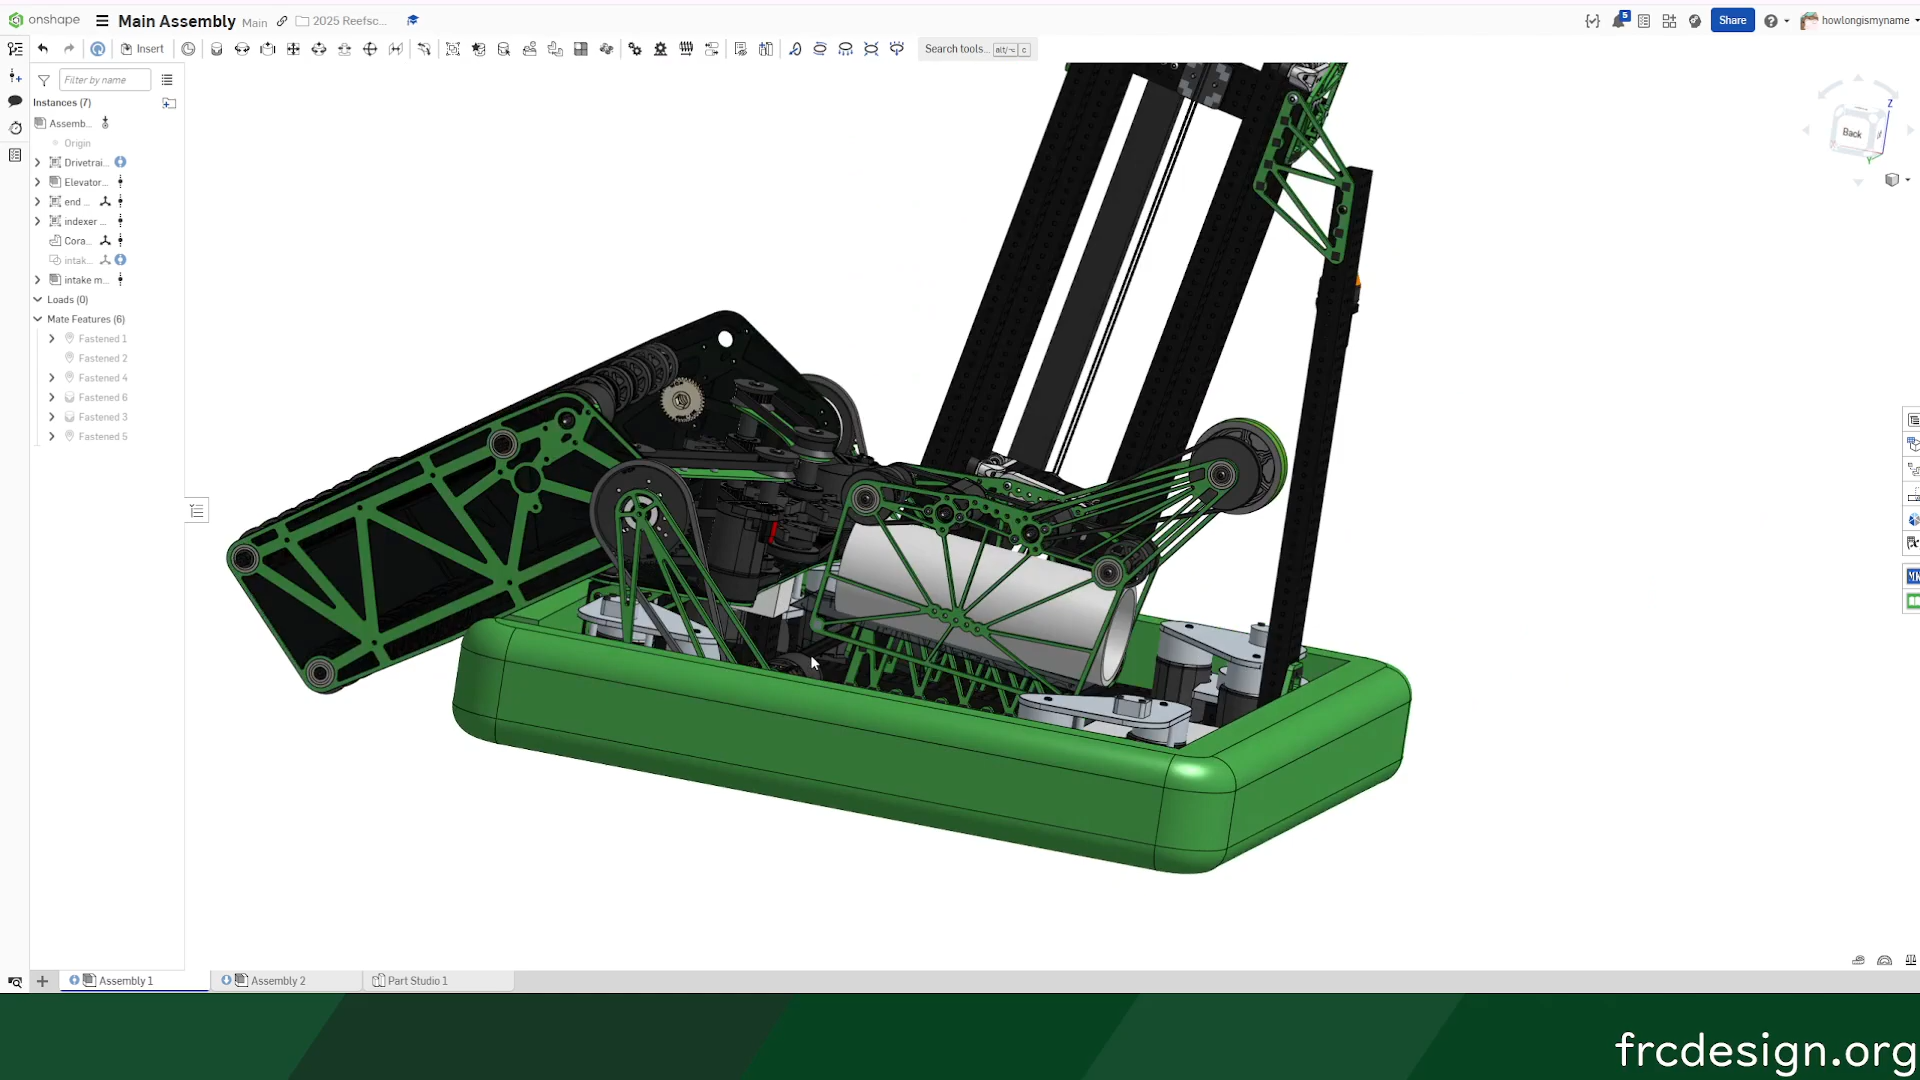 onshape Main Assembly Main 2025 Reefsc... Share howlongismyname
Insert Search tools... alt/⌥ c
Filter by name
Instances (7)
Assemb...
Origin
Drivetrai...
Elevator...
end ...
indexer ...
Cora...
intak...
intake m...
Loads (0)
Mate Features (6)
Fastened 1
Fastened 2
Fastened 4
Fastened 6
Fastened 3
Fastened 5
Z
Back
Y
5
Assembly 1 Assembly 2 Part Studio 1
frcdesign.org